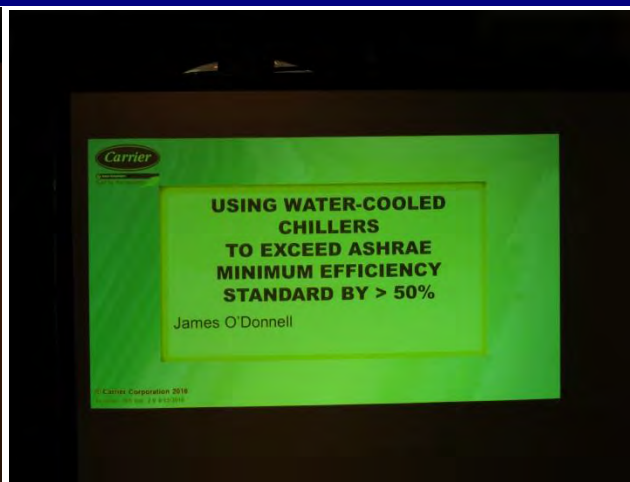 Carrier
USING WATER-COOLED
CHILLERS
TO EXCEED ASHRAE
MINIMUM EFFICIENCY
STANDARD BY > 50%
James O'Donnell
© Carrier Corporation 2016